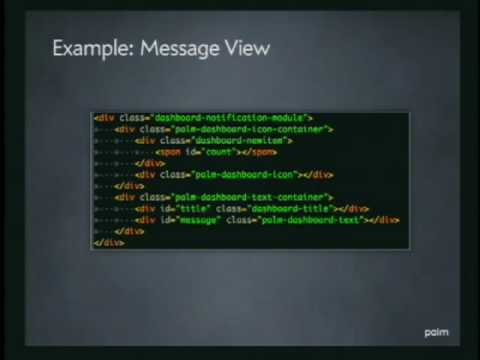 Example: Message View
<div class="dashboard-notification-module">
<div class="palm-dashboard-icon-container">
<div class="dashboard-newitem">
<span id="count"></span>
</div>
<div class="palm-dashboard-icon"></div>
</div>
<div class="palm-dashboard-text-container">
<div id="title" class="dashboard-title"></div>
<div id="message" class="palm-dashboard-text"></div>
</div>
</div>
palm